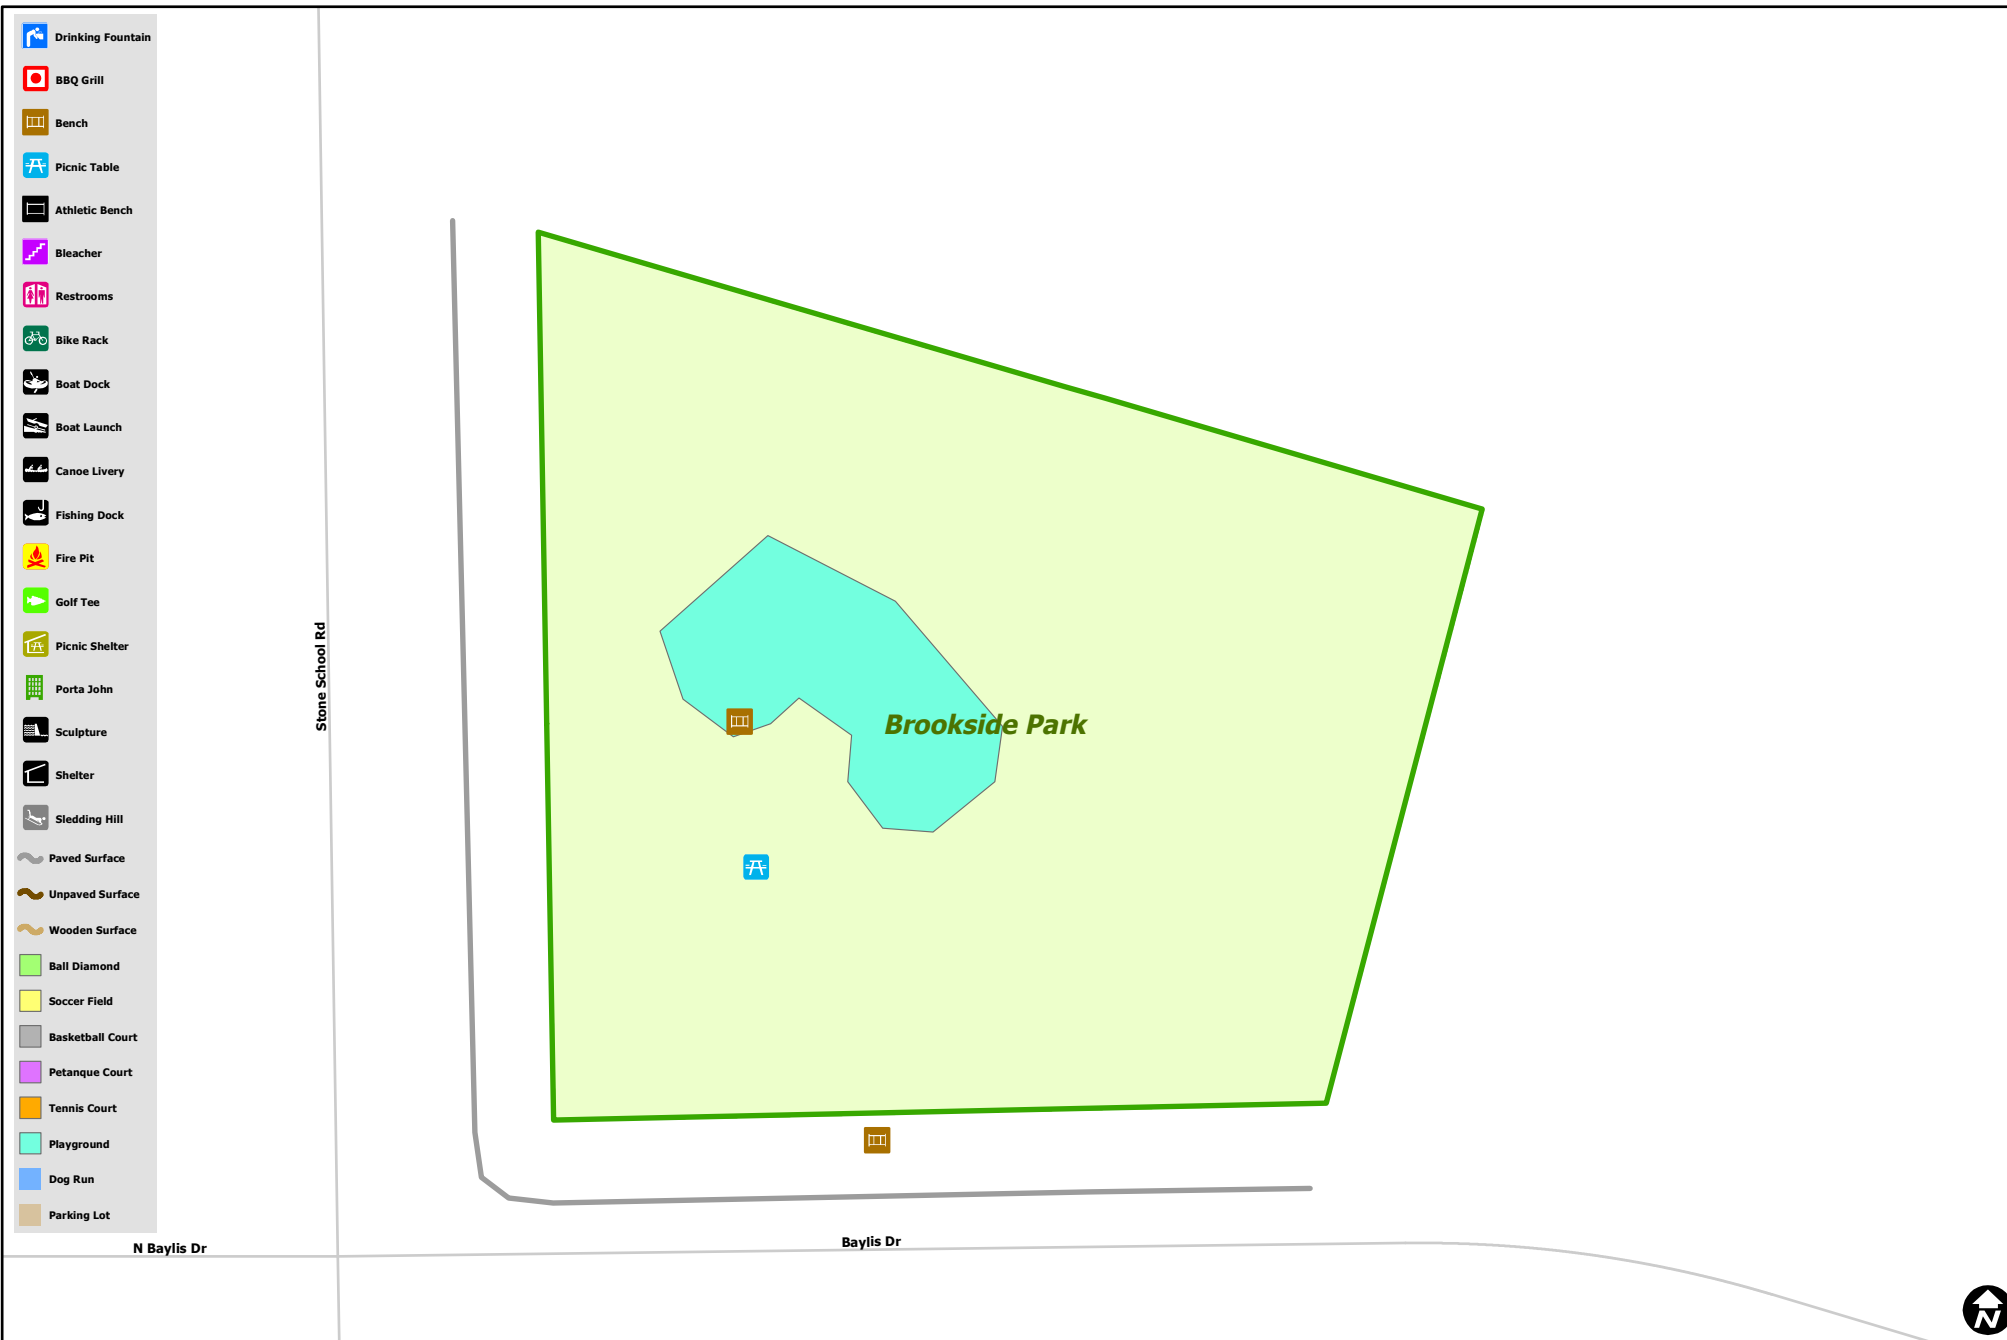 Drinking Fountain
BBQ Grill
Bench
Picnic Table
Athletic Bench
Bleacher
Restrooms
Bike Rack
Boat Dock
Boat Launch
Canoe Livery
Fishing Dock
Fire Pit
Golf Tee
Picnic Shelter
Porta John
Sculpture
Shelter
Sledding Hill
Paved Surface
Unpaved Surface
Wooden Surface
Ball Diamond
Soccer Field
Basketball Court
Petanque Court
Tennis Court
Playground
Dog Run
Parking Lot
Stone School Rd
Brookside Park
N Baylis Dr
Baylis Dr
N